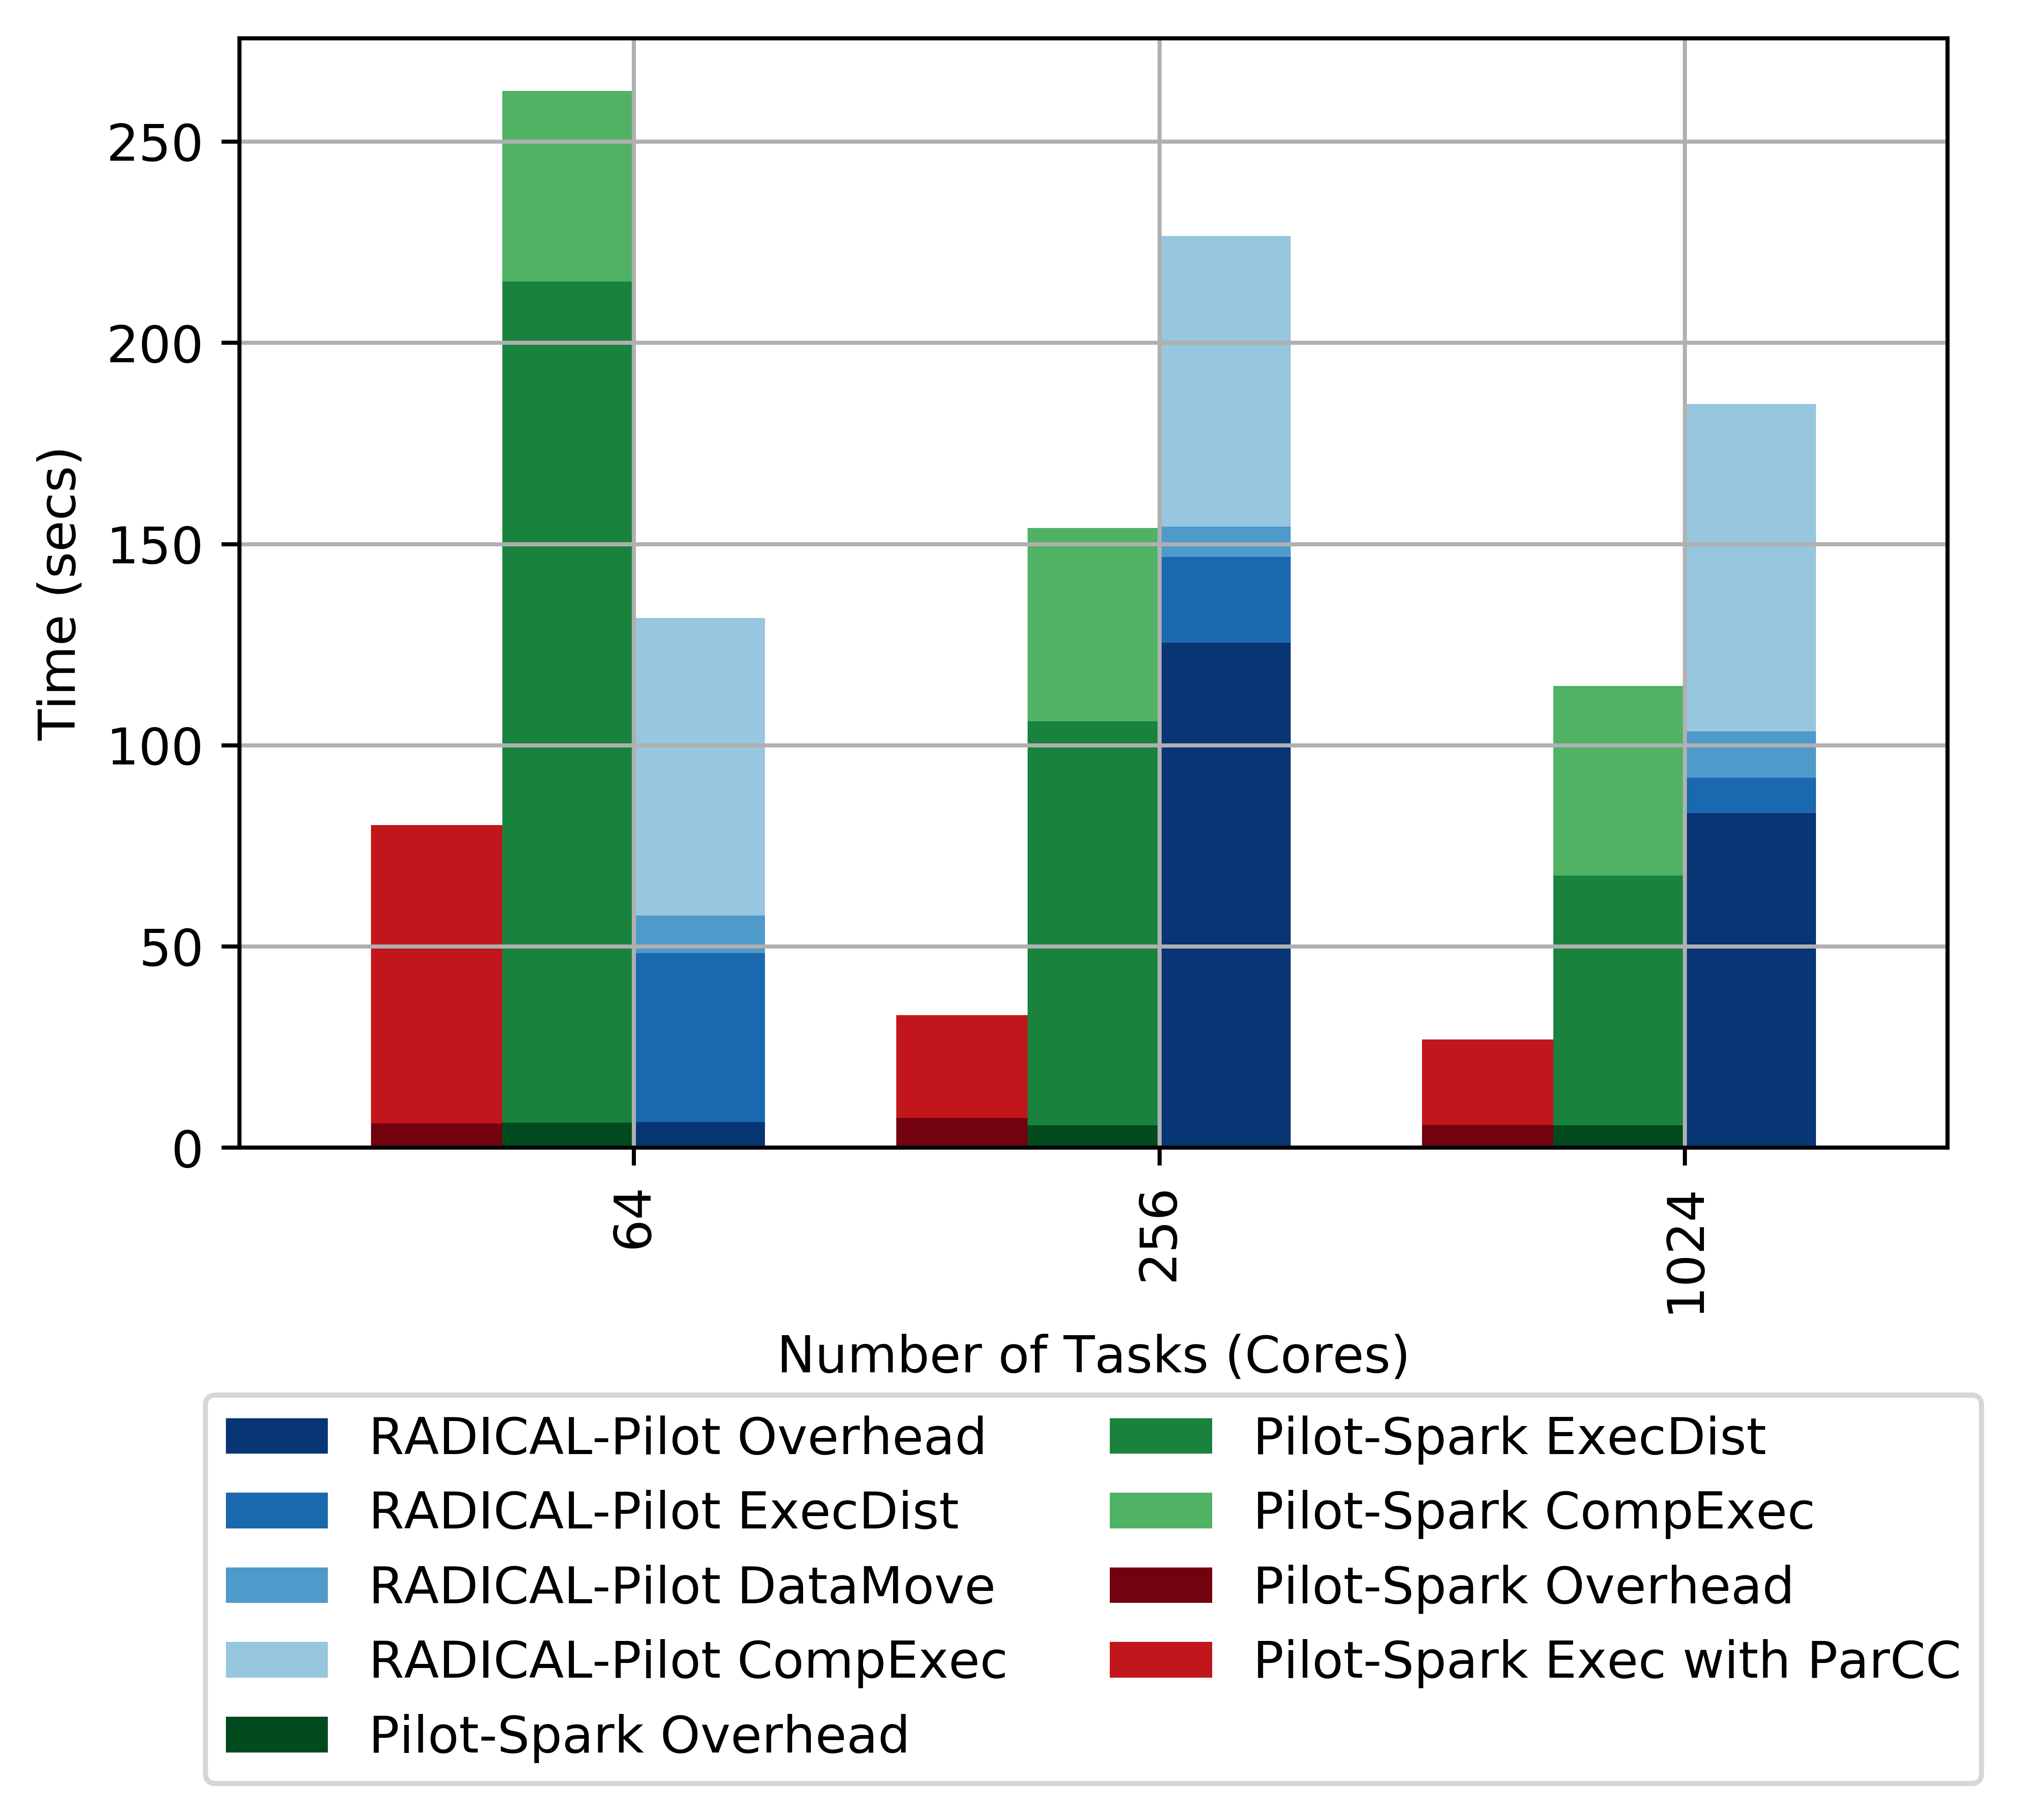 250
200
150
100
50
0
Time (secs)
64
256
1024
Number of Tasks (Cores)
RADICAL-Pilot Overhead
RADICAL-Pilot ExecDist
RADICAL-Pilot DataMove
RADICAL-Pilot CompExec
Pilot-Spark Overhead
Pilot-Spark ExecDist
Pilot-Spark CompExec
Pilot-Spark Overhead
Pilot-Spark Exec with ParCC